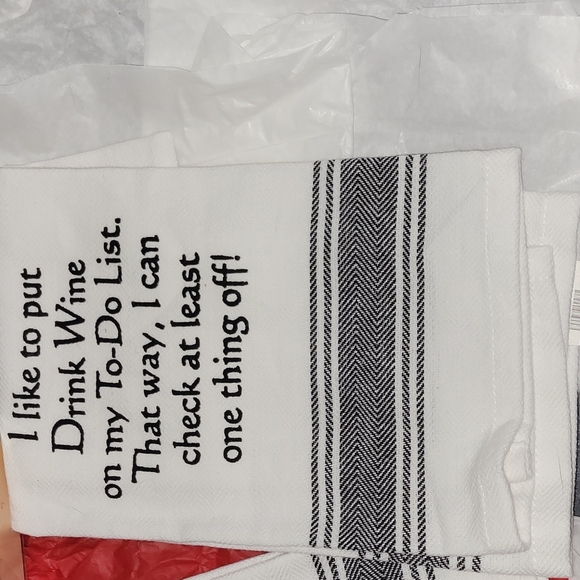 I like to put
Drink Wine
on my To-Do List.
That way, I can
check at least
one thing off!